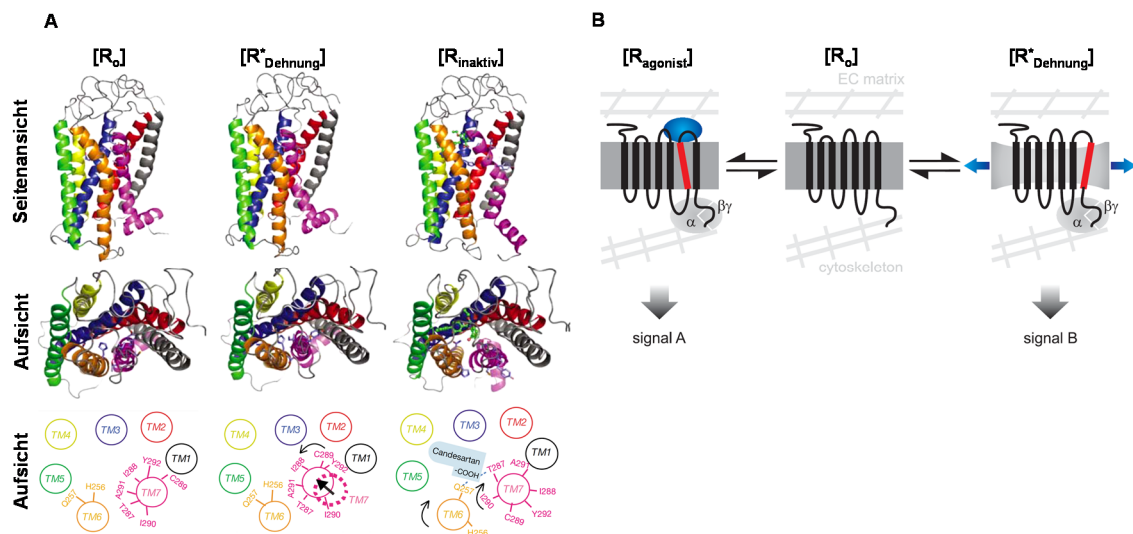 A
[Ro]
[R*Dehnung]
[Rinaktiv]
Seitenansicht
Aufsicht
Aufsicht
TM4
TM3
TM2
TM1
TM5
TM6
TM7
Q257
H256
I288
Y292
C289
A291
T287
I290
TM4
TM3
TM2
TM1
TM5
TM6
TM7
Q257
H256
I288
C289
Y292
A291
T287
I290
TM4
TM3
TM2
TM1
TM5
TM6
TM7
Candesartan
-COOH
Q257
H256
T287
A291
I288
I290
Y292
C289
B
[Ragonist]
[Ro]
[R*Dehnung]
EC matrix
α
βγ
cytoskeleton
α
βγ
signal A
signal B